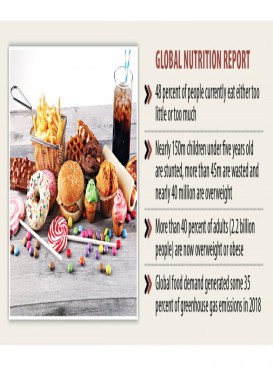 GLOBAL NUTRITION REPORT
48 percent of people currently eat either too
little or too much
Nearly 150m children under five years old
are stunted, more than 45m are wasted and
nearly 40 million are overweight
More than 40 percent of adults (2.2 billion
people) are now overweight or obese
Global food demand generated some 35
percent of greenhouse gas emissions in 2018